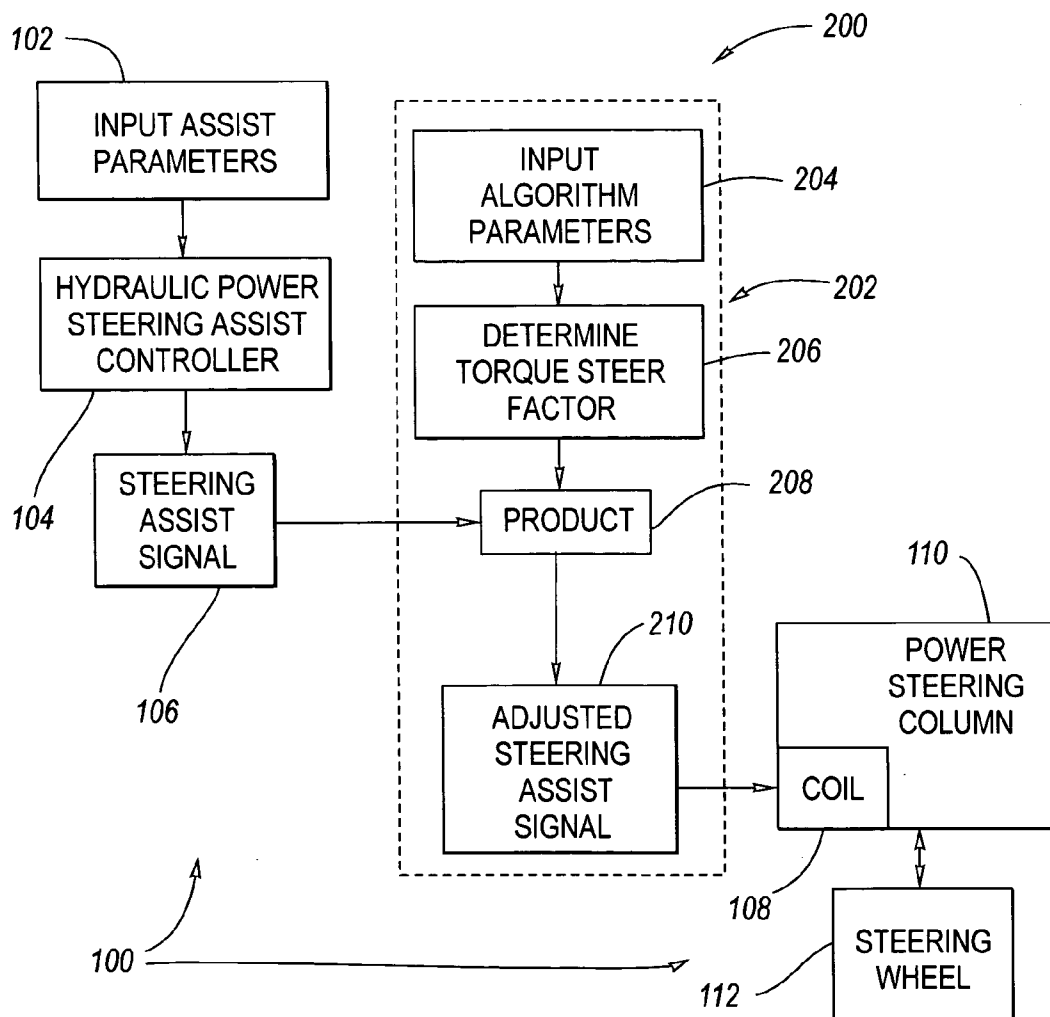 102
200
INPUT ASSIST
PARAMETERS
INPUT
ALGORITHM
PARAMETERS
204
HYDRAULIC POWER
STEERING ASSIST
CONTROLLER
202
DETERMINE
TORQUE STEER
FACTOR
206
104
STEERING
ASSIST
SIGNAL
PRODUCT
208
106
210
110
POWER
STEERING
COLUMN
ADJUSTED
STEERING
ASSIST
SIGNAL
COIL
108
100
112
STEERING
WHEEL